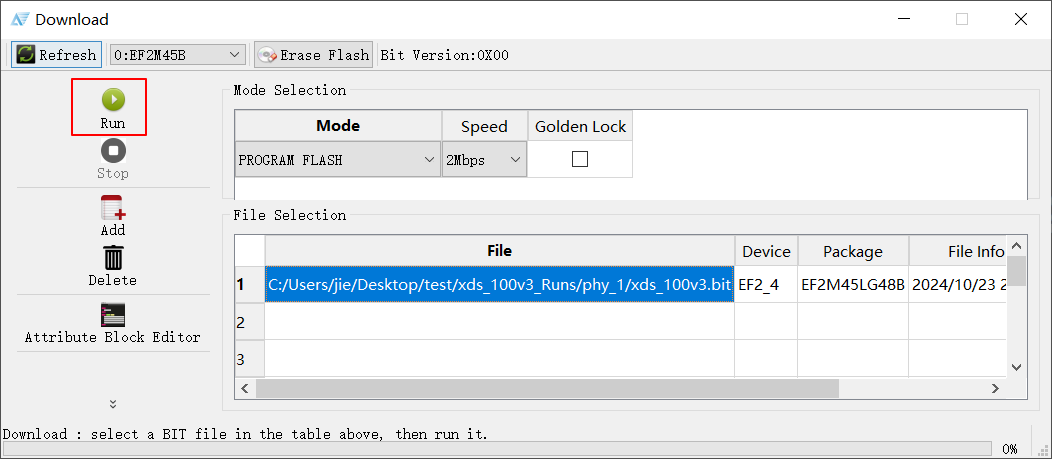 Download
Refresh 0:EF2M45B Erase Flash Bit Version:0X00
Run
Stop
Add
Delete
Attribute Block Editor
Mode Selection
Mode Speed Golden Lock
PROGRAM FLASH 2Mbps
File Selection
File Device Package File Info
1 C:/Users/jie/Desktop/test/xds_100v3_Runs/phy_1/xds_100v3.bit EF2_4 EF2M45LG48B 2024/10/23 2
2
3
Download : select a BIT file in the table above, then run it.
0%